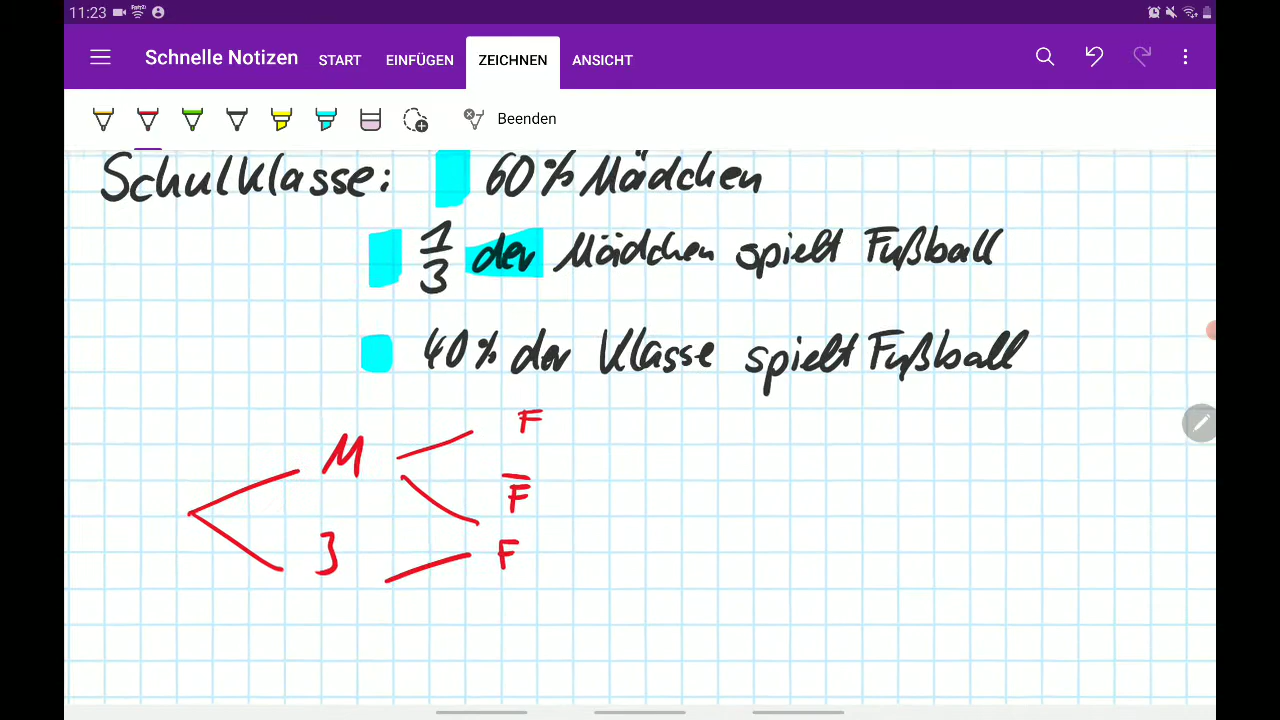 11:23
Schnelle Notizen START EINFÜGEN ZEICHNEN ANSICHT
Beenden
Schulklasse: 60% Mädchen
1/3 der Mädchen spielt Fußball
40% der Klasse spielt Fußball
F
M
F̅
J
F